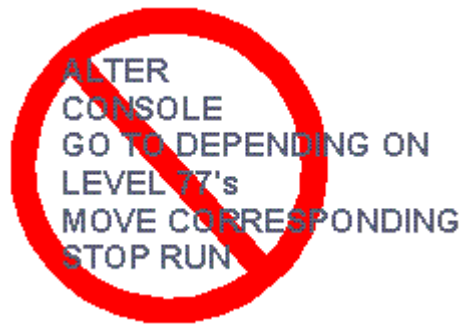 ALTER
CONSOLE
GO TO DEPENDING ON
LEVEL 77's
MOVE CORRESPONDING
STOP RUN